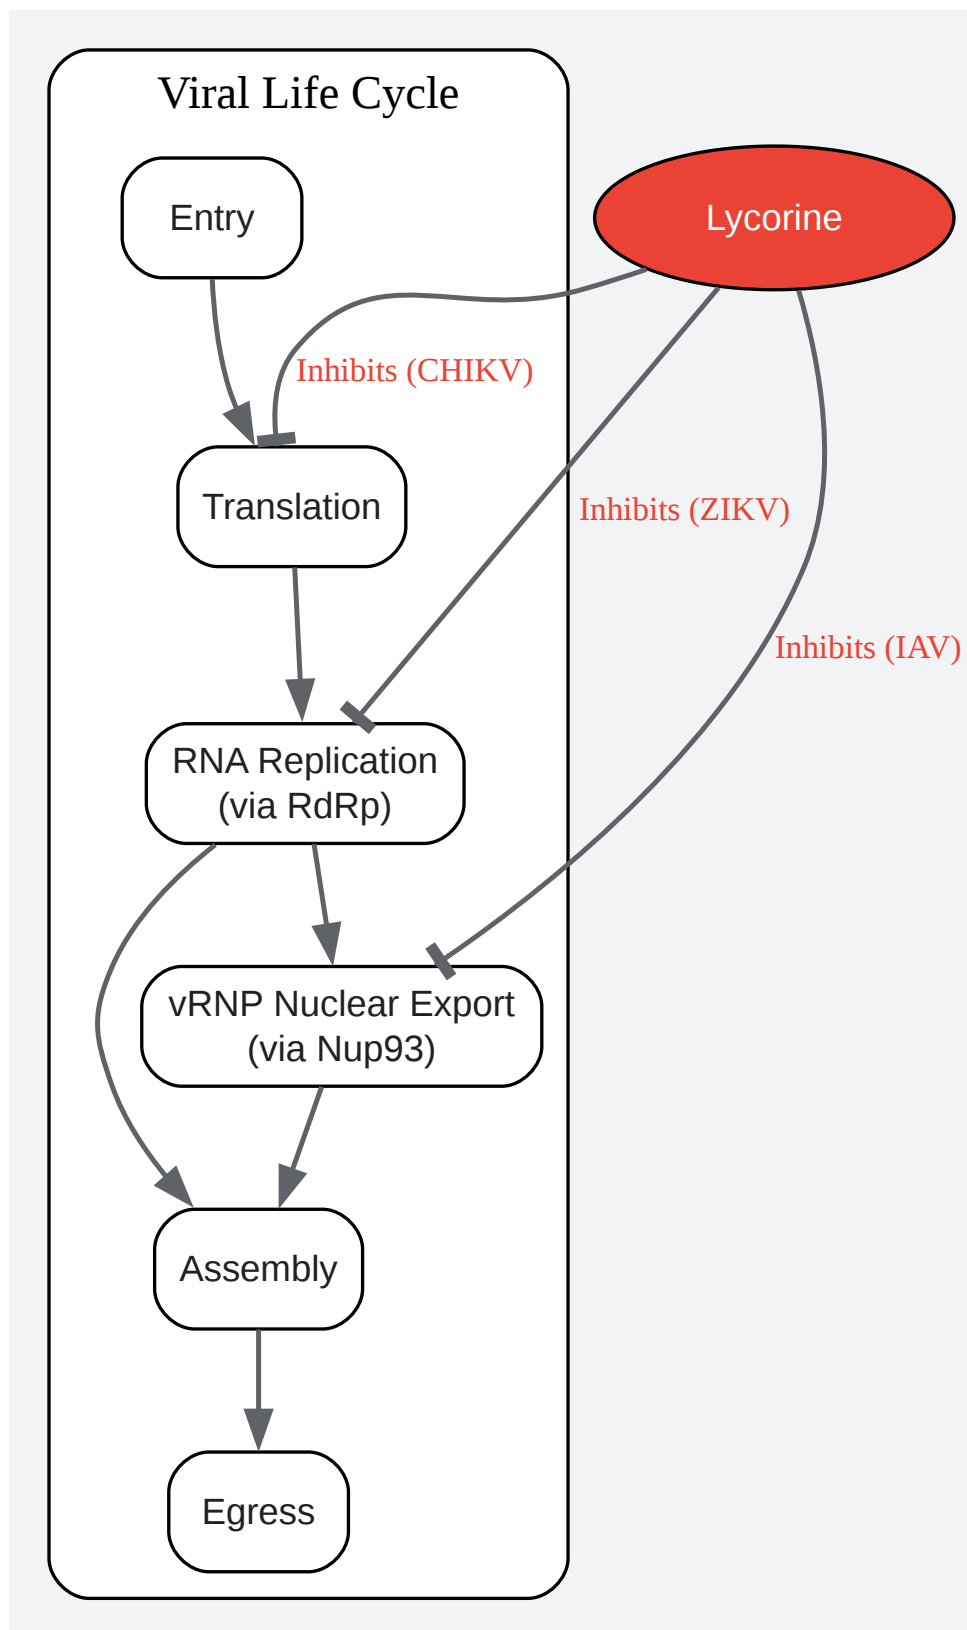 Viral Life Cycle
Entry
Lycorine
Inhibits (CHIKV)
Translation
Inhibits (ZIKV)
Inhibits (IAV)
RNA Replication
(via RdRp)
vRNP Nuclear Export
(via Nup93)
Assembly
Egress